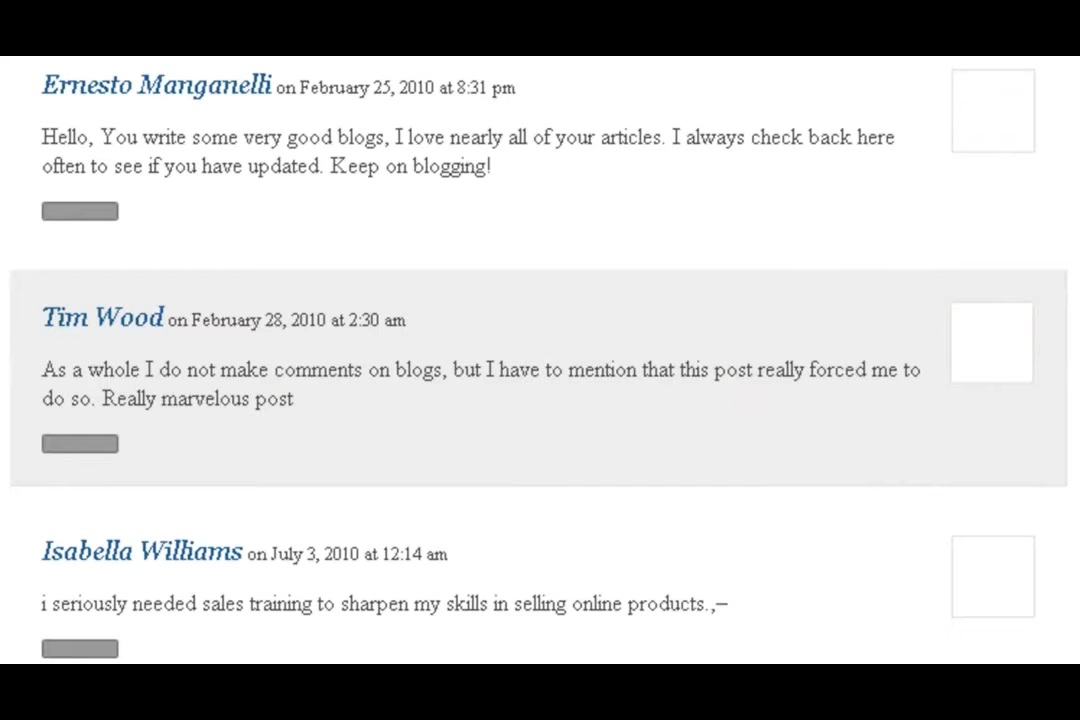 Ernesto Manganelli on February 25, 2010 at 8:31 pm
Hello, You write some very good blogs, I love nearly all of your articles. I always check back here
often to see if you have updated. Keep on blogging!
Tim Wood on February 28, 2010 at 2:30 am
As a whole I do not make comments on blogs, but I have to mention that this post really forced me to
do so. Really marvelous post
Isabella Williams on July 3, 2010 at 12:14 am
i seriously needed sales training to sharpen my skills in selling online products.,–